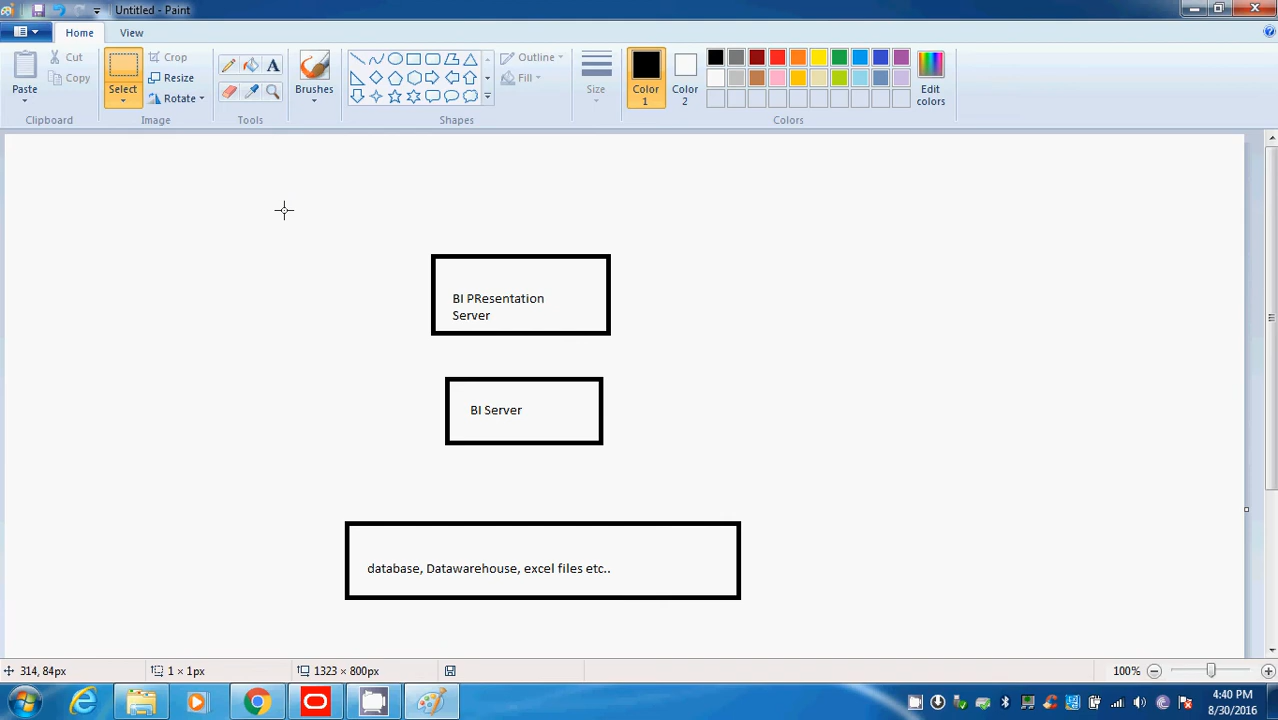 Untitled - Paint
Home View
Paste
Cut
Copy
Clipboard
Select
Crop
Resize
Rotate
Image
A
Tools
Brushes
Outline
Fill
Shapes
Size
Color 1
Color 2
Edit colors
Colors
BI PResentation
Server
BI Server
database, Datawarehouse, excel files etc..
314, 84px
1 × 1px
1323 × 800px
100%
4:40 PM
8/30/2016